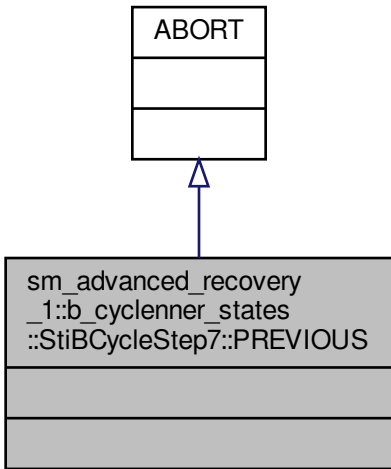 ABORT
sm_advanced_recovery
_1::b_cyclenner_states
::StiBCycleStep7::PREVIOUS